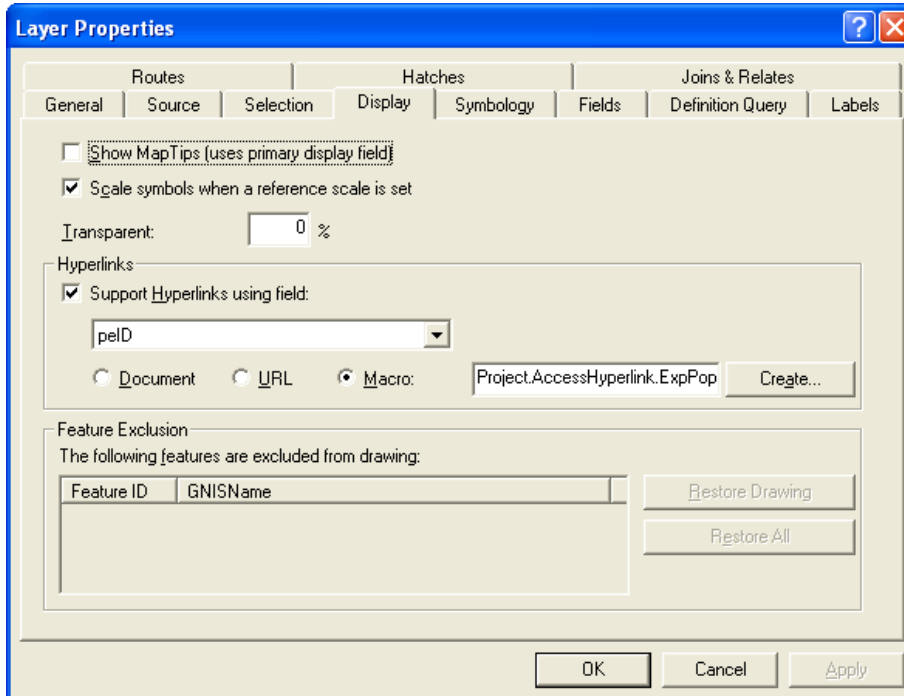 Layer Properties
Routes Hatches Joins & Relates
General Source Selection Display Symbology Fields Definition Query Labels
Show MapTips (uses primary display field)
Scale symbols when a reference scale is set
Transparent: 0 %
Hyperlinks
Support Hyperlinks using field:
peID
Document URL Macro: Project.AccessHyperlink.ExpPop Create...
Feature Exclusion
The following features are excluded from drawing:
Feature ID GNISName
Restore Drawing
Restore All
OK Cancel Apply